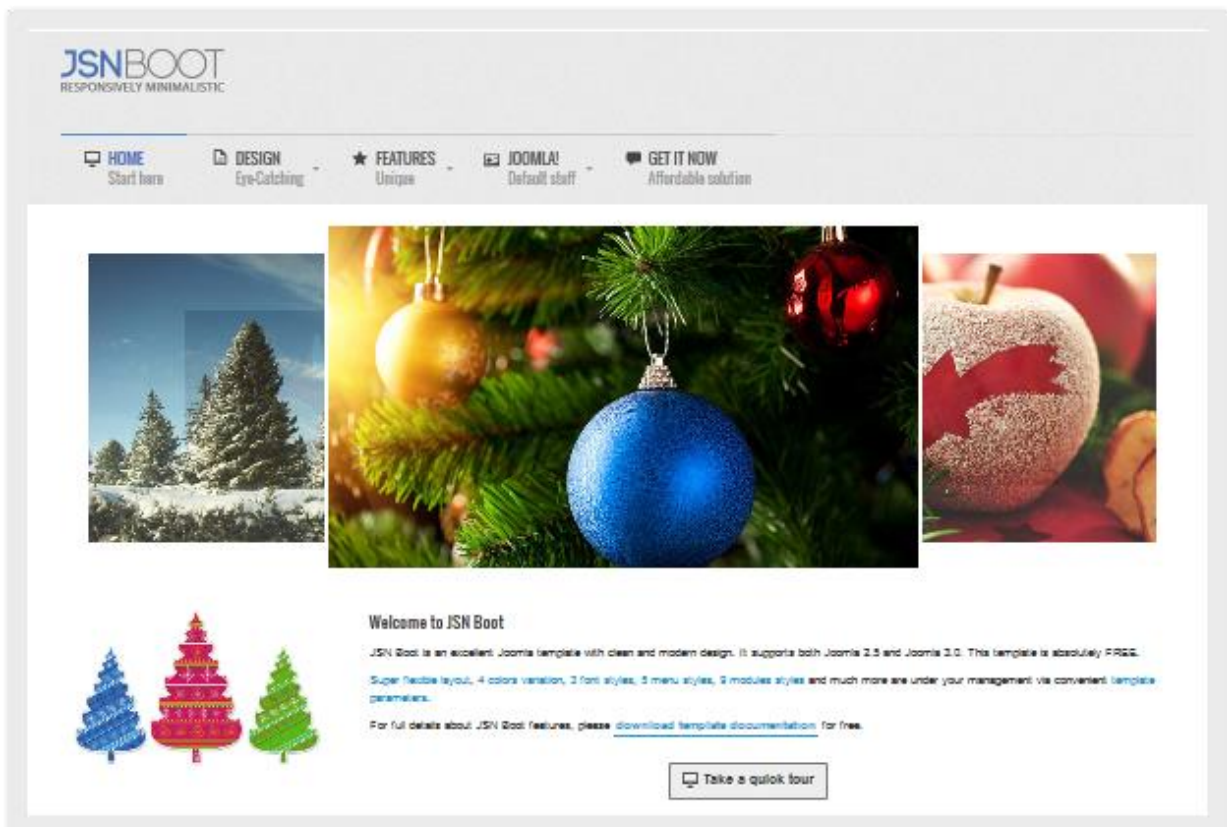 JSNBOOT
RESPONSIVELY MINIMALISTIC
HOME
Start here
DESIGN
Eye-Catching
FEATURES
Unique
JOOMLA!
Default stuff
GET IT NOW
Affordable solution
Welcome to JSN Boot
JSN Boot is an excellent Joomla template with clean and modern design. It supports both Joomla 2.5 and Joomla 3.0. This template is absolutely FREE.
Super flexible layout, 4 colors variation, 3 font styles, 5 menu styles, 9 modules styles and much more are under your management via convenient template
parameters.
For full details about JSN Boot features, please download template documentation for free.
Take a quick tour